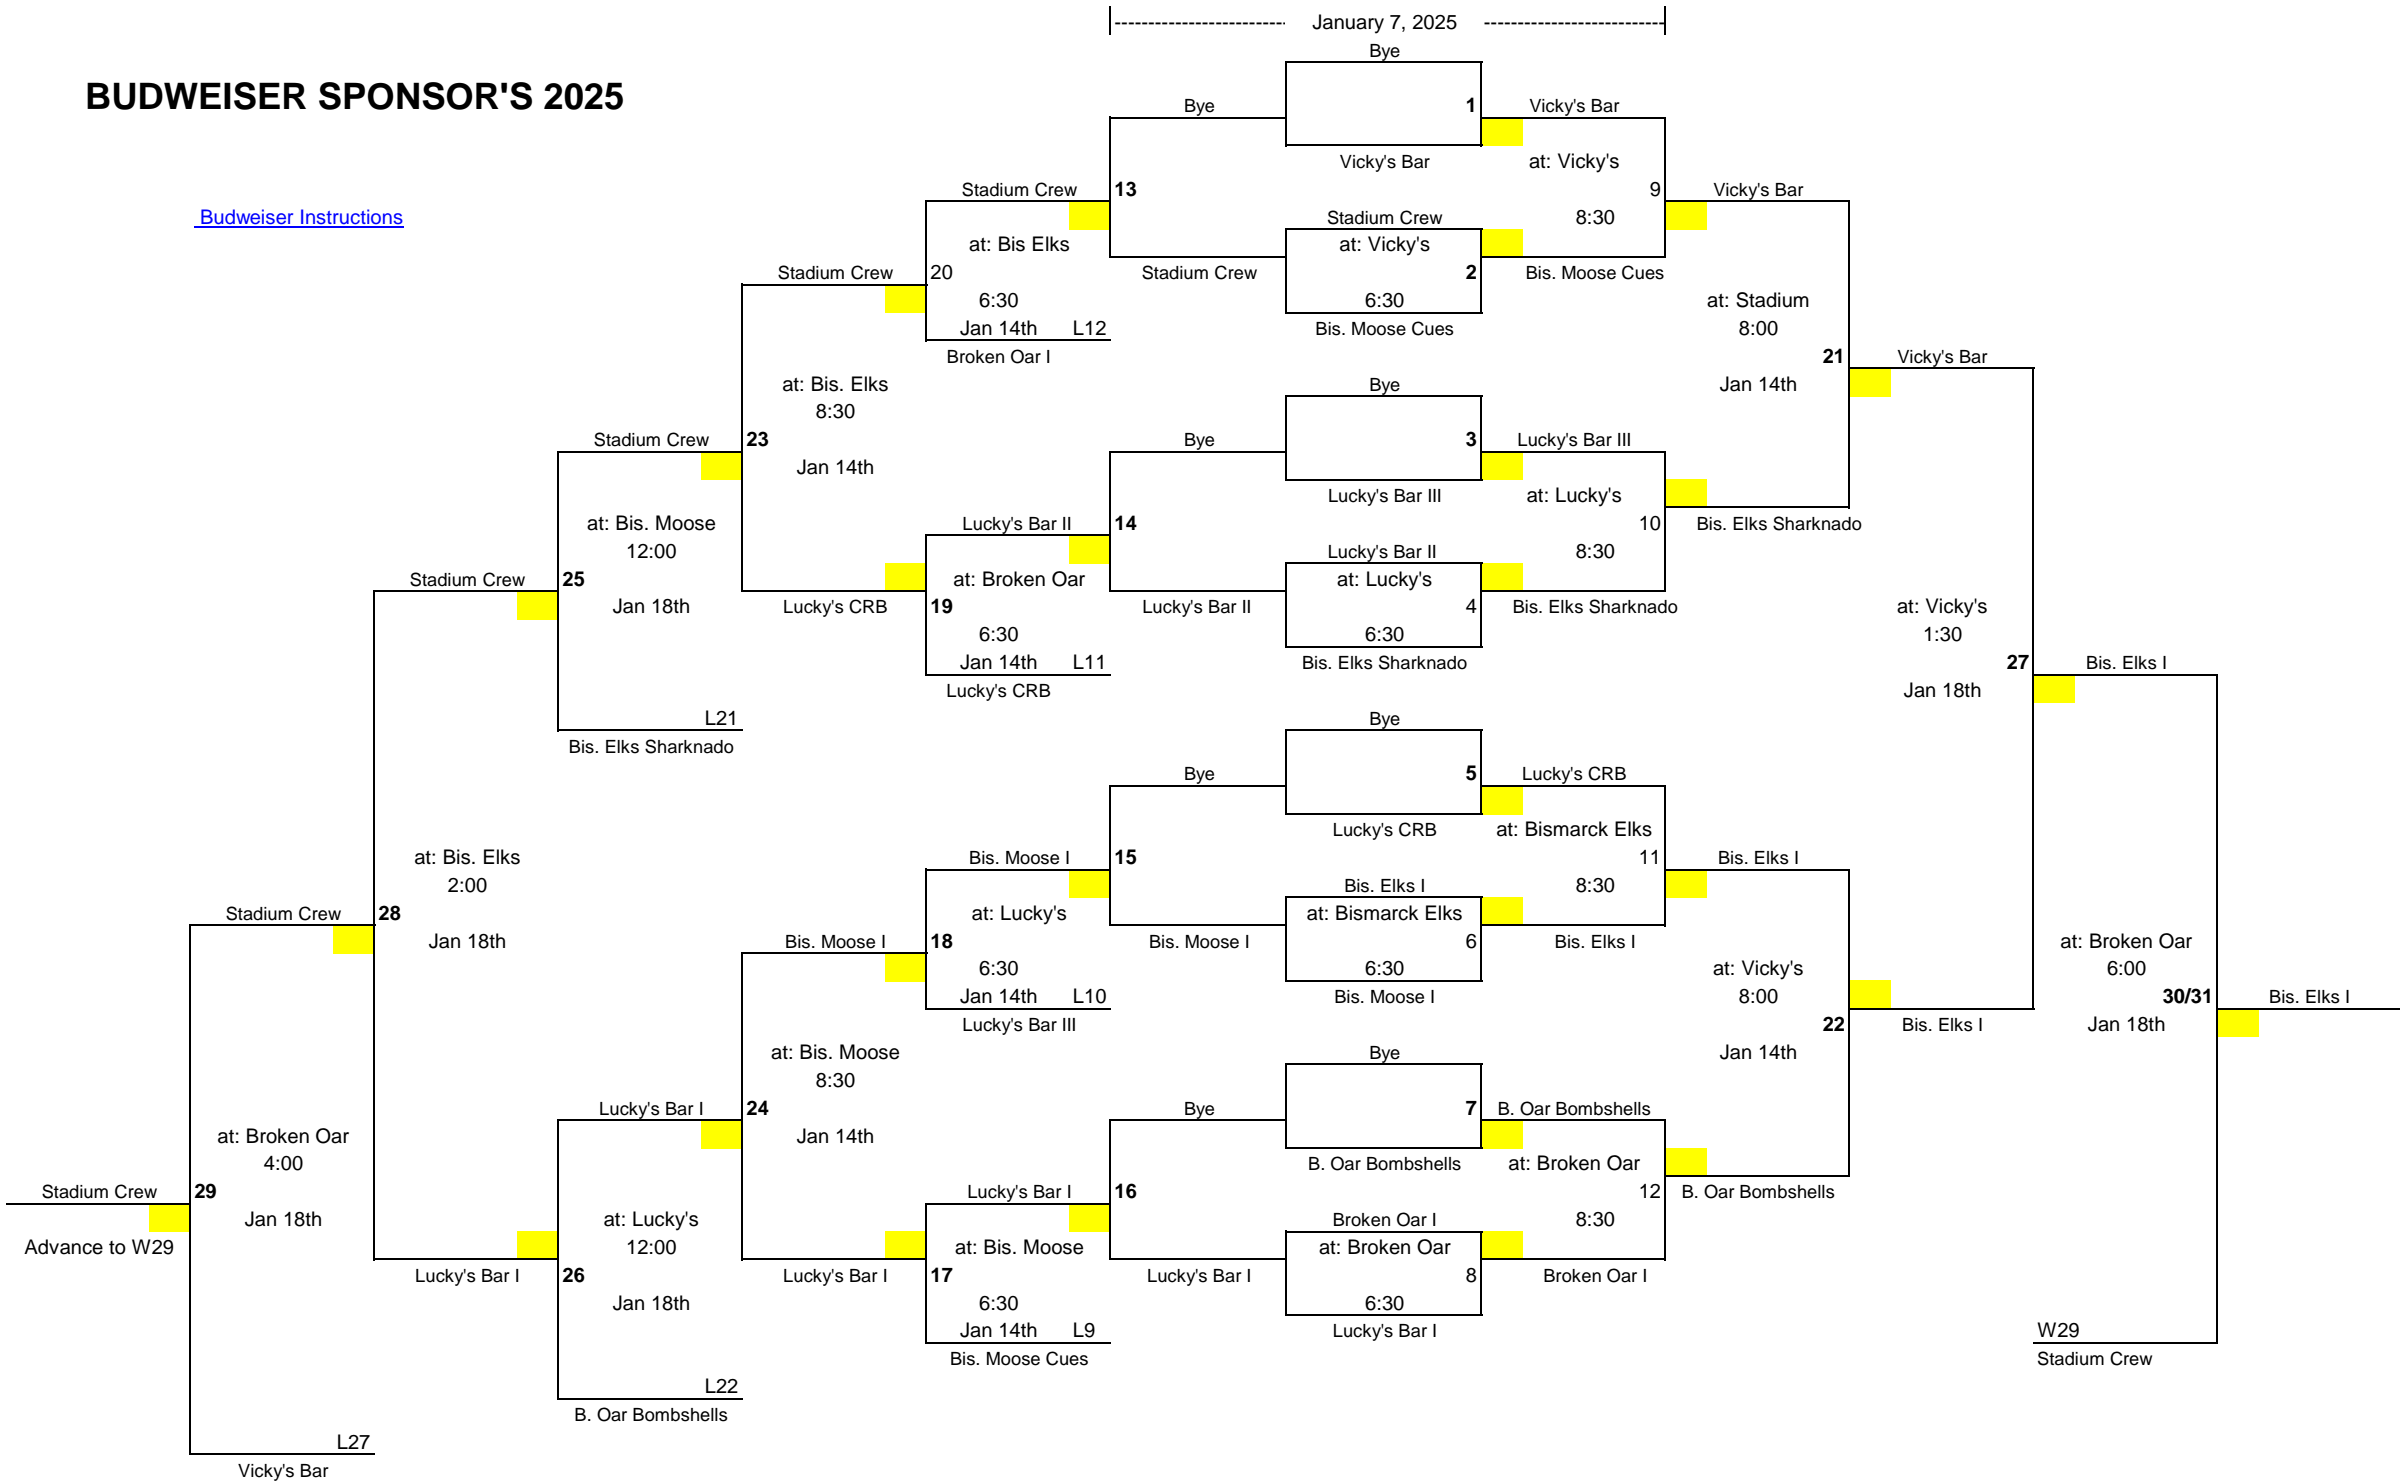 ------------------------- January 7, 2025 -------------------------
Bye
BUDWEISER SPONSOR'S 2025
Bye
1
Vicky's Bar
Vicky's Bar
at: Vicky's
Stadium Crew
13
9
Vicky's Bar
Budweiser Instructions
Stadium Crew
8:30
at: Bis Elks
at: Vicky's
Stadium Crew
20
Stadium Crew
2
Bis. Moose Cues
6:30
6:30
at: Stadium
Jan 14th
L12
Bis. Moose Cues
8:00
Broken Oar I
21
Vicky's Bar
at: Bis. Elks
Bye
Jan 14th
8:30
Stadium Crew
23
Bye
3
Lucky's Bar III
Jan 14th
Lucky's Bar III
at: Lucky's
at: Bis. Moose
Lucky's Bar II
14
10
Bis. Elks Sharknado
12:00
Lucky's Bar II
8:30
Stadium Crew
25
at: Broken Oar
at: Lucky's
Jan 18th
Lucky's CRB
19
Lucky's Bar II
4
Bis. Elks Sharknado
at: Vicky's
6:30
6:30
1:30
Jan 14th
L11
Bis. Elks Sharknado
27
Bis. Elks I
Lucky's CRB
Jan 18th
L21
Bye
Bis. Elks Sharknado
Bye
5
Lucky's CRB
Lucky's CRB
at: Bismarck Elks
at: Bis. Elks
Bis. Moose I
15
11
Bis. Elks I
2:00
Bis. Elks I
8:30
Stadium Crew
28
at: Lucky's
at: Bismarck Elks
Jan 18th
Bis. Moose I
18
Bis. Moose I
6
Bis. Elks I
at: Broken Oar
6:30
6:30
at: Vicky's
6:00
Jan 14th
L10
Bis. Moose I
8:00
30/31
Bis. Elks I
Lucky's Bar III
22
Bis. Elks I
Jan 18th
at: Bis. Moose
Bye
Jan 14th
8:30
Lucky's Bar I
24
Bye
7
B. Oar Bombshells
at: Broken Oar
Jan 14th
4:00
B. Oar Bombshells
at: Broken Oar
Stadium Crew
29
Lucky's Bar I
16
12
B. Oar Bombshells
Jan 18th
at: Lucky's
Broken Oar I
8:30
Advance to W29
12:00
at: Bis. Moose
at: Broken Oar
Lucky's Bar I
26
Lucky's Bar I
17
Lucky's Bar I
8
Broken Oar I
Jan 18th
6:30
6:30
Jan 14th
L9
Lucky's Bar I
W29
Bis. Moose Cues
Stadium Crew
L22
B. Oar Bombshells
L27
Vicky's Bar